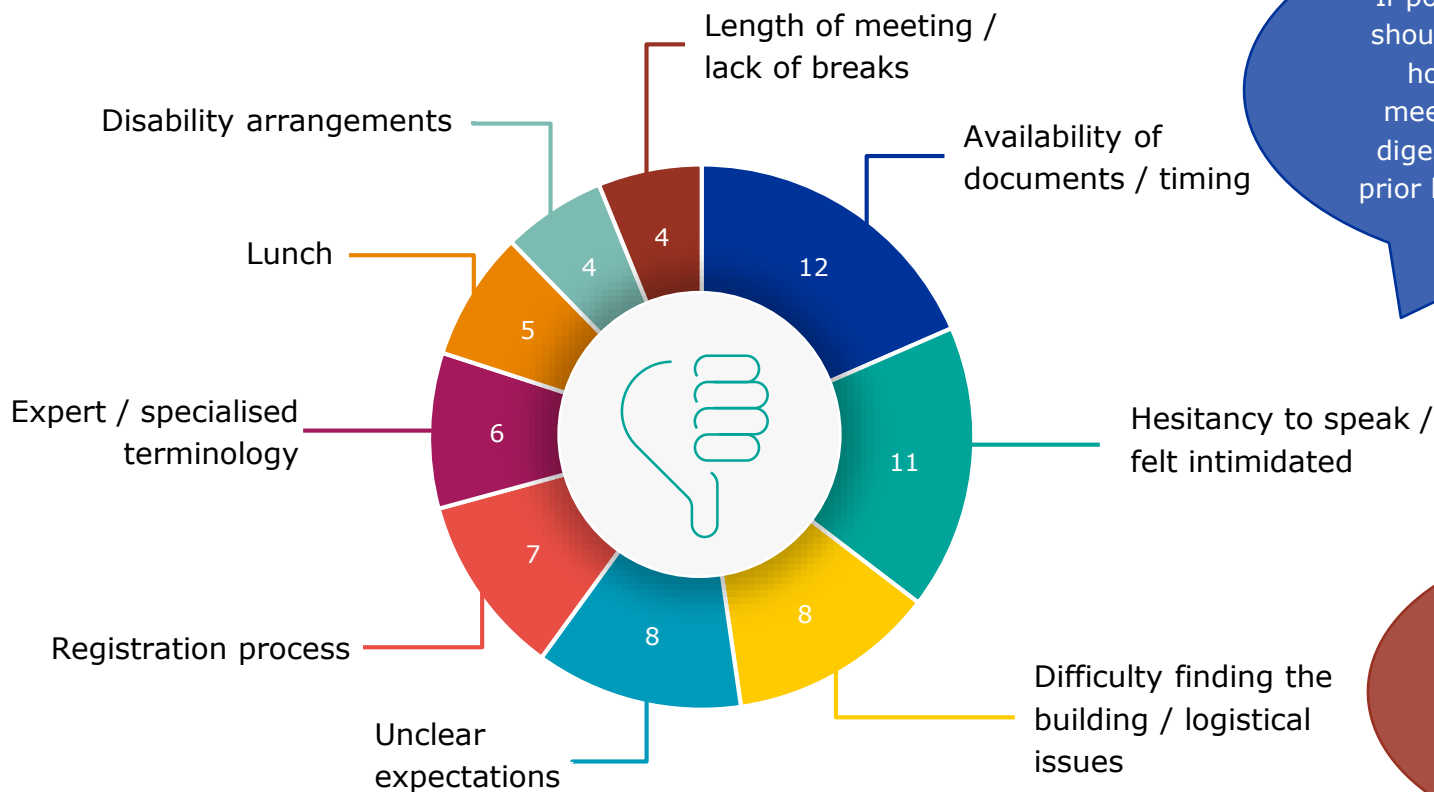 Length of meeting /
lack of breaks
Disability arrangements
Availability of
documents / timing
Lunch
Expert / specialised
terminology
Hesitancy to speak /
felt intimidated
Registration process
Unclear
expectations
Difficulty finding the
building / logistical
issues
12
11
8
8
7
6
5
4
4
prior